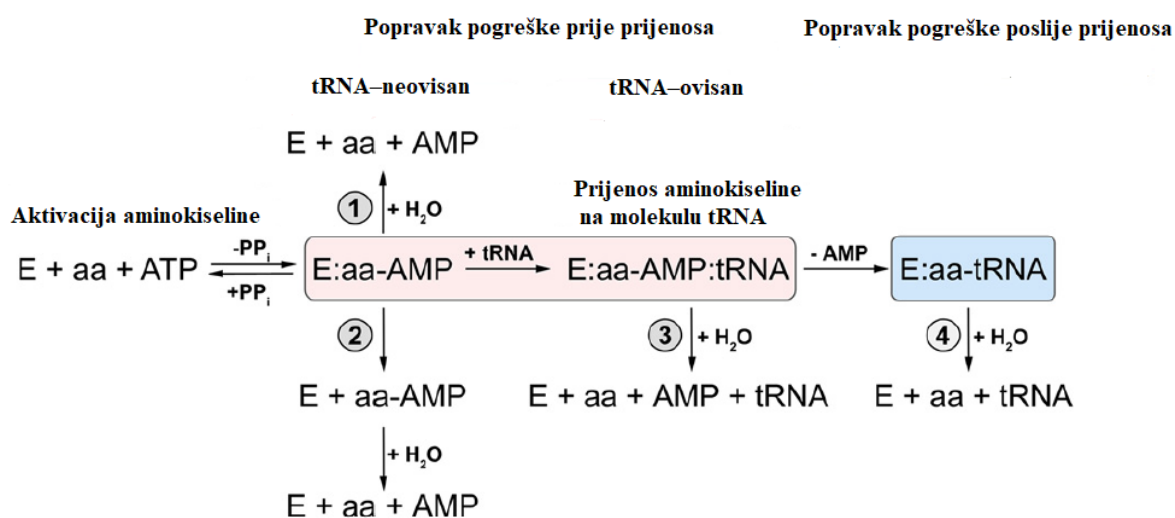 Popravak pogreške prije prijenosa
Popravak pogreške poslije prijenosa
tRNA–neovisan
tRNA–ovisan
E + aa + AMP
1
+ H₂O
Aktivacija aminokiseline
Prijenos aminokiseline
na molekulu tRNA
E + aa + ATP
-PPᵢ
+PPᵢ
E:aa-AMP
+ tRNA
E:aa-AMP:tRNA
- AMP
E:aa-tRNA
2
3
+ H₂O
4
+ H₂O
E + aa-AMP
E + aa + AMP + tRNA
E + aa + tRNA
+ H₂O
E + aa + AMP